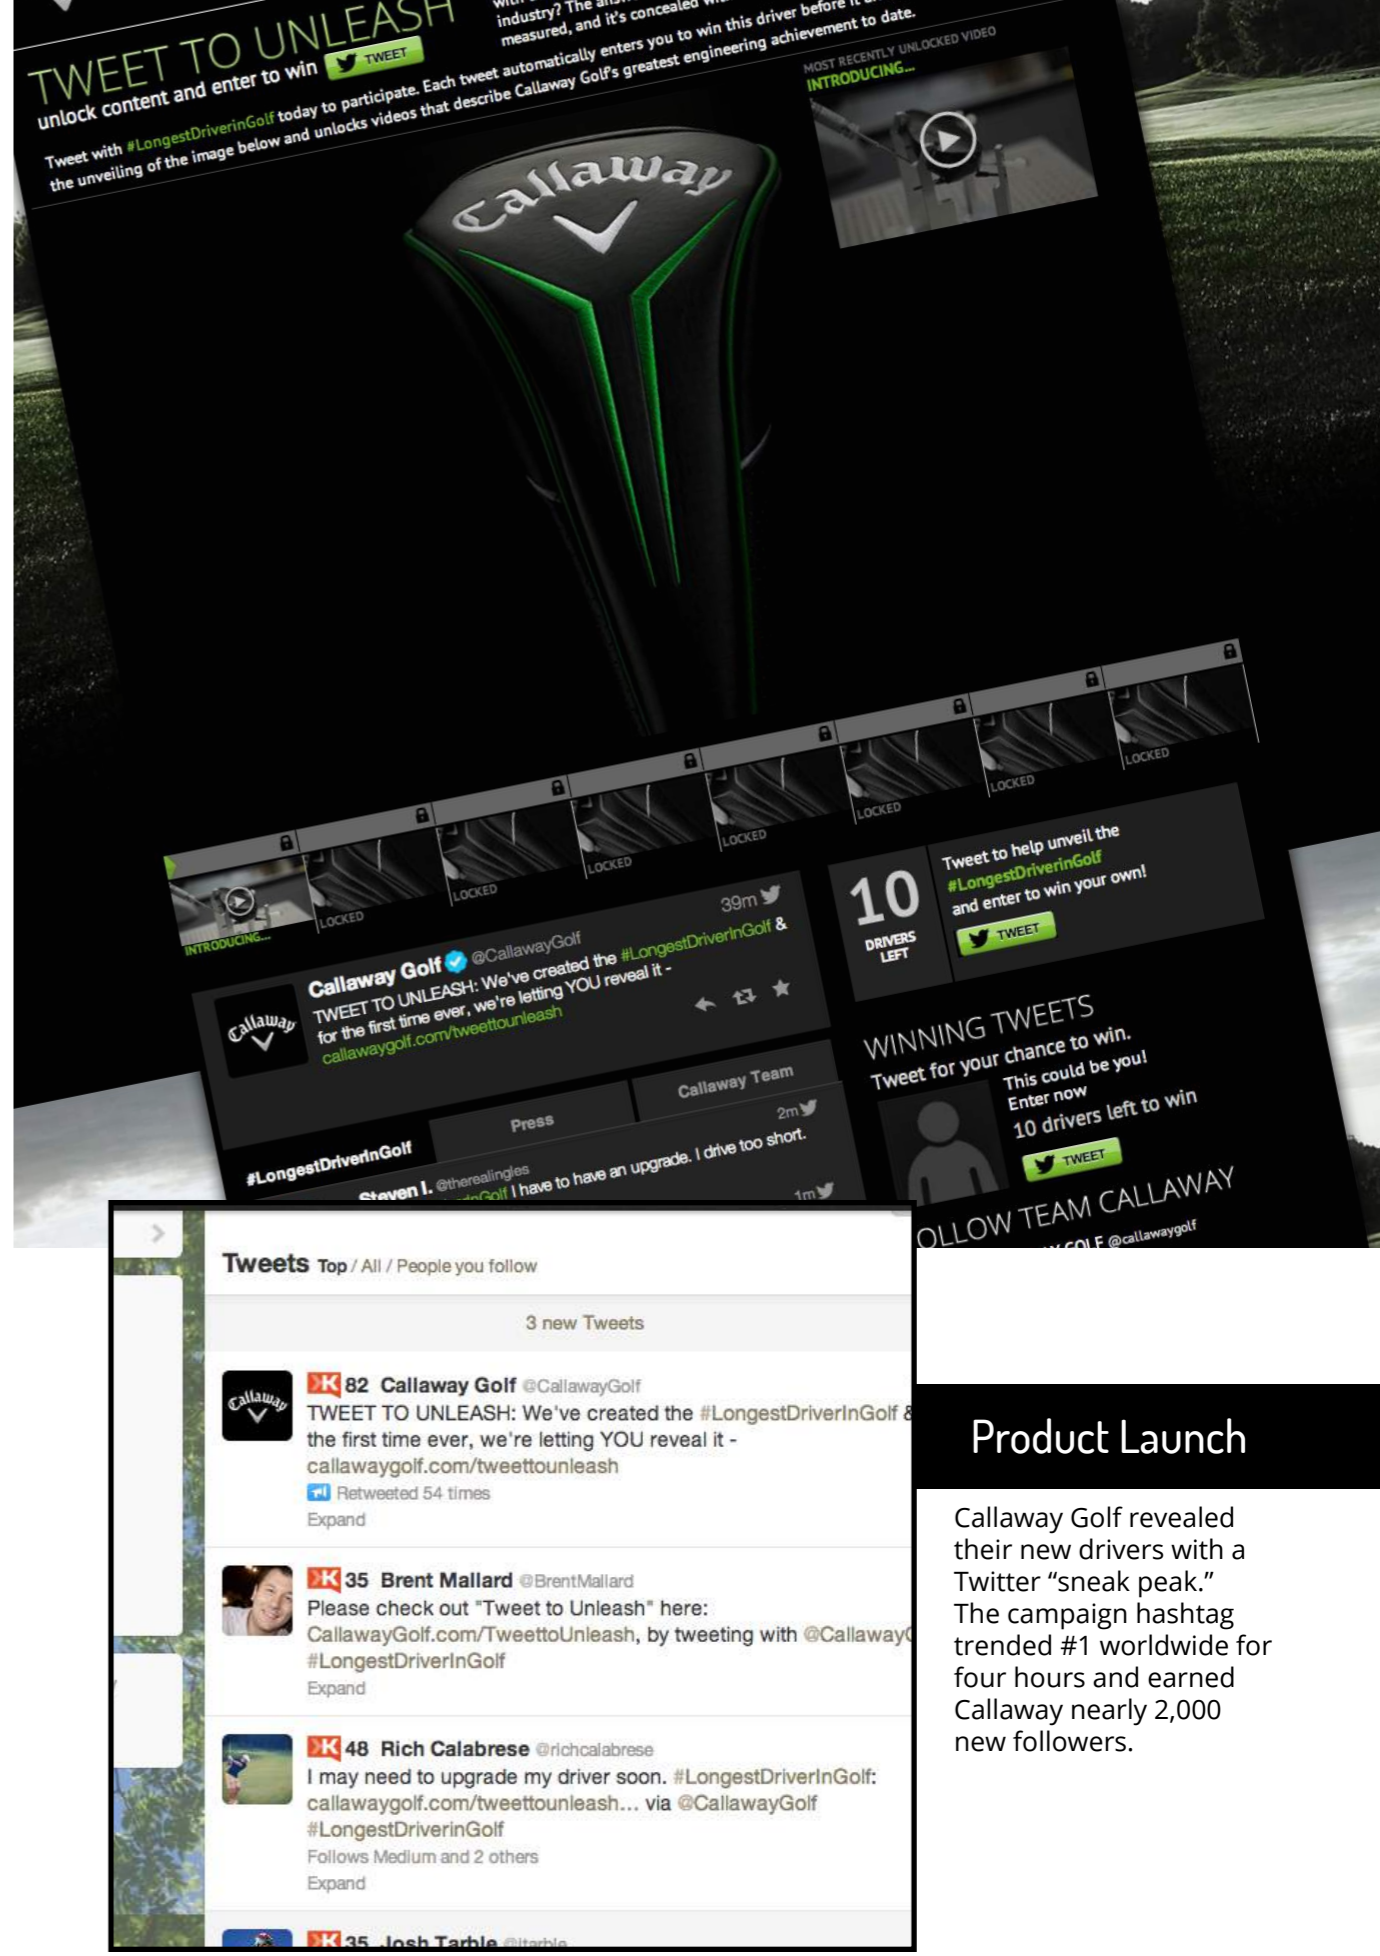 TWEET TO UNLEASH
unlock content and enter to win
TWEET
industry? The
measured, and it's concealed
Tweet with #LongestDriverinGolf today to participate. Each tweet automatically enters you to win this driver before it
the unveiling of the image below and unlocks videos that describe Callaway Golf's greatest engineering achievement to date.
MOST RECENTLY UNLOCKED VIDEO
INTRODUCING...
Callaway
INTRODUCING...
LOCKED
LOCKED
LOCKED
LOCKED
LOCKED
LOCKED
LOCKED
10
DRIVERS
LEFT
Tweet to help unveil the
#LongestDriverinGolf
and enter to win your own!
TWEET
39m
Callaway
Callaway Golf @CallawayGolf
TWEET TO UNLEASH: We've created the #LongestDriverInGolf &
for the first time ever, we're letting YOU reveal it -
callawaygolf.com/tweettounleash
#LongestDriverInGolf
Press
Callaway Team
2m
Steven I. @therealingles
I have to have an upgrade. I drive too short.
1m
WINNING TWEETS
Tweet for your chance to win.
This could be you!
Enter now
10 drivers left to win
TWEET
OLLOW TEAM CALLAWAY
GOLF @callawaygolf
Tweets Top / All / People you follow
3 new Tweets
Callaway
K 82 Callaway Golf @CallawayGolf
TWEET TO UNLEASH: We've created the #LongestDriverInGolf &
the first time ever, we're letting YOU reveal it -
callawaygolf.com/tweettounleash
Retweeted 54 times
Expand
K 35 Brent Mallard @BrentMallard
Please check out "Tweet to Unleash" here:
CallawayGolf.com/TweettoUnleash, by tweeting with @Callaway
#LongestDriverInGolf
Expand
K 48 Rich Calabrese @richcalabrese
I may need to upgrade my driver soon. #LongestDriverInGolf:
callawaygolf.com/tweettounleash... via @CallawayGolf
#LongestDriverinGolf
Follows Medium and 2 others
Expand
K 35 Josh Tarble @jtarble
Product Launch
Callaway Golf revealed
their new drivers with a
Twitter “sneak peak.”
The campaign hashtag
trended #1 worldwide for
four hours and earned
Callaway nearly 2,000
new followers.